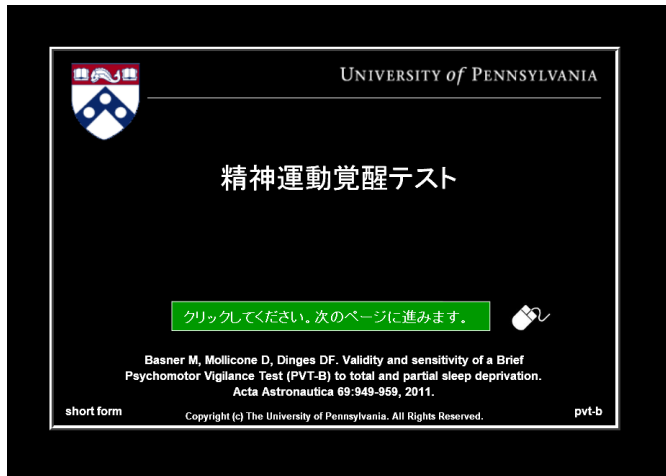 UNIVERSITY of PENNSYLVANIA
精神運動覚醒テスト
クリックしてください。次のページに進みます。
Basner M, Mollicone D, Dinges DF. Validity and sensitivity of a Brief
Psychomotor Vigilance Test (PVT-B) to total and partial sleep deprivation.
Acta Astronautica 69:949-959, 2011.
short form
Copyright (c) The University of Pennsylvania. All Rights Reserved.
pvt-b